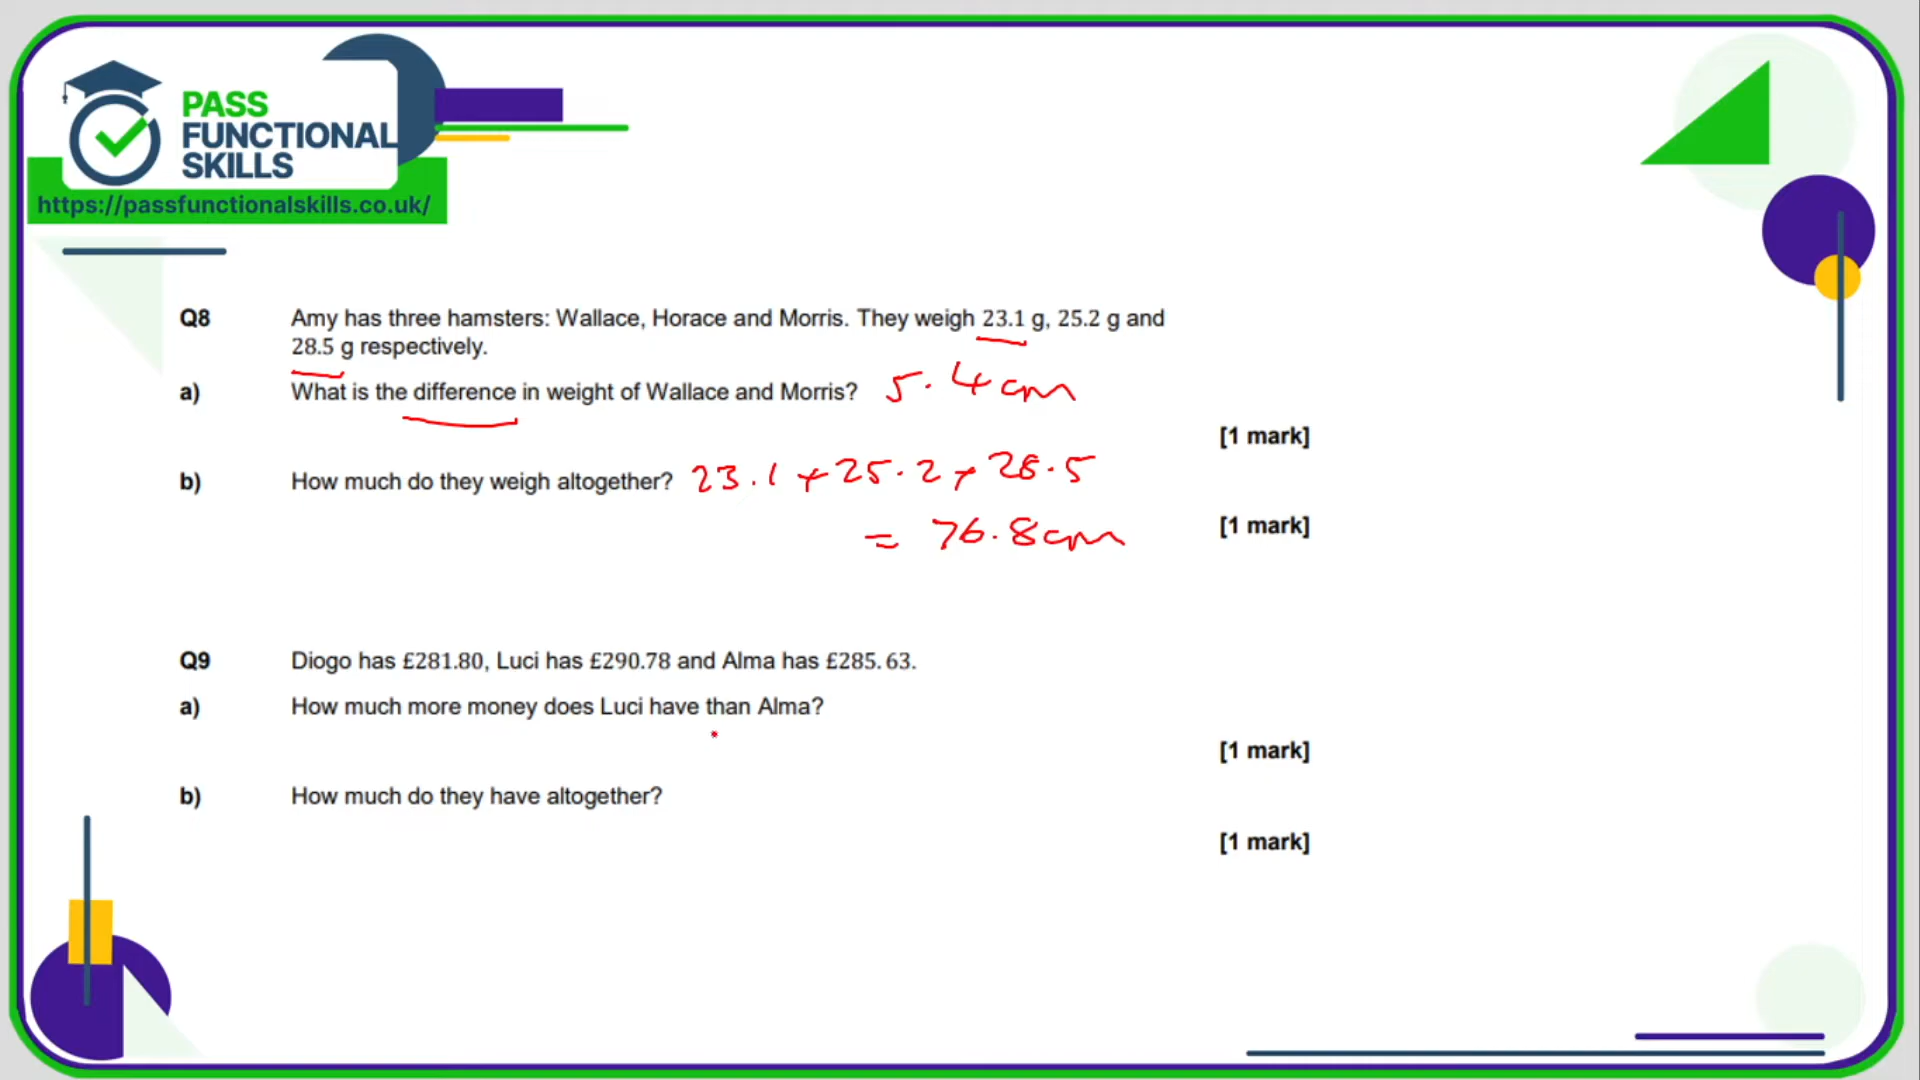 PASS
FUNCTIONAL
SKILLS
https://passfunctionalskills.co.uk/
Q8 Amy has three hamsters: Wallace, Horace and Morris. They weigh 23.1 g, 25.2 g and
28.5 g respectively.
a) What is the difference in weight of Wallace and Morris? 5.4cm
[1 mark]
b) How much do they weigh altogether? 23.1 + 25.2 + 28.5
= 76.8cm
[1 mark]
Q9 Diogo has £281.80, Luci has £290.78 and Alma has £285.63.
a) How much more money does Luci have than Alma?
[1 mark]
b) How much do they have altogether?
[1 mark]